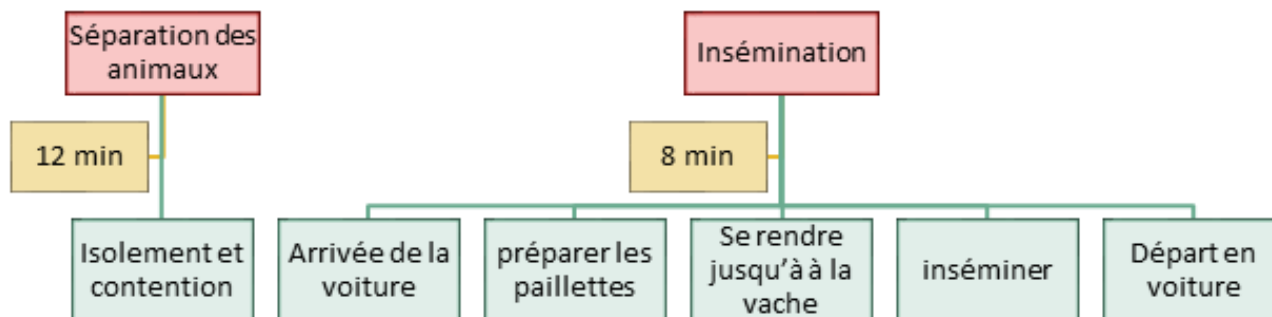 Séparation des
animaux
Insémination
12 min
8 min
Isolement et
contention
Arrivée de la
voiture
préparer les
paillettes
Se rendre
jusqu'à à la
vache
inséminer
Départ en
voiture